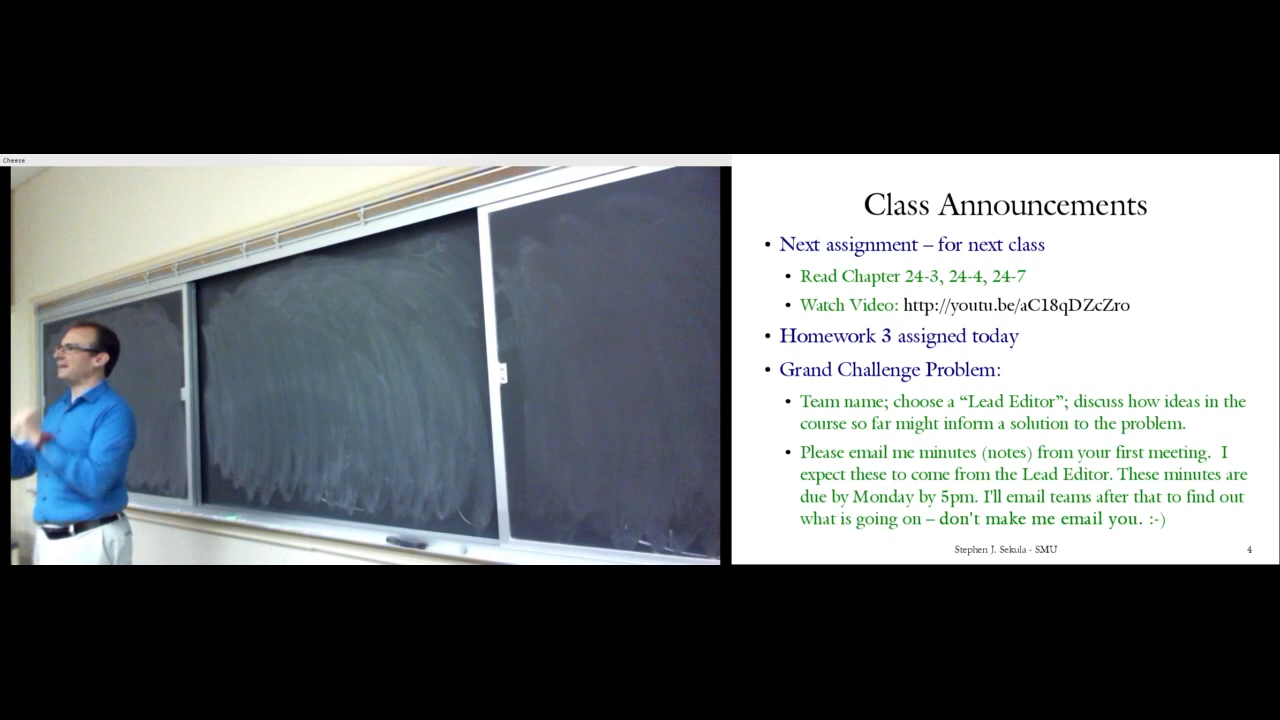 Cheese
Class Announcements
• Next assignment – for next class
• Read Chapter 24-3, 24-4, 24-7
• Watch Video: http://youtu.be/aC18qDZcZro
• Homework 3 assigned today
• Grand Challenge Problem:
• Team name; choose a “Lead Editor”; discuss how ideas in the
course so far might inform a solution to the problem.
• Please email me minutes (notes) from your first meeting. I
expect these to come from the Lead Editor. These minutes are
due by Monday by 5pm. I'll email teams after that to find out
what is going on – don't make me email you. :-)
Stephen J. Sekula - SMU
4